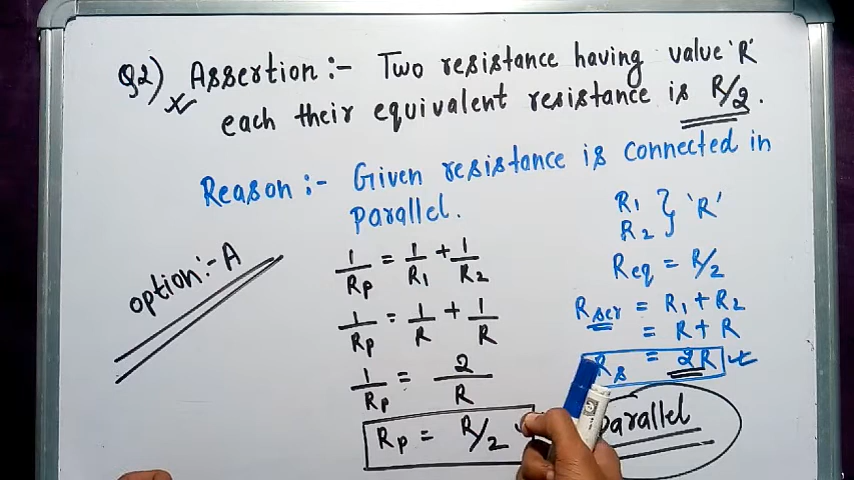 Q2) Assertion :- Two resistance having value 'R'
each their equivalent resistance is R/2.
Reason :- Given resistance is connected in
parallel.
option:- A
1/Rp = 1/R1 + 1/R2
1/Rp = 1/R + 1/R
1/Rp = 2/R
Rp = R/2
R1
R2 } 'R'
Req = R/2
Rser = R1 + R2
= R + R
Rs = 2R
parallel